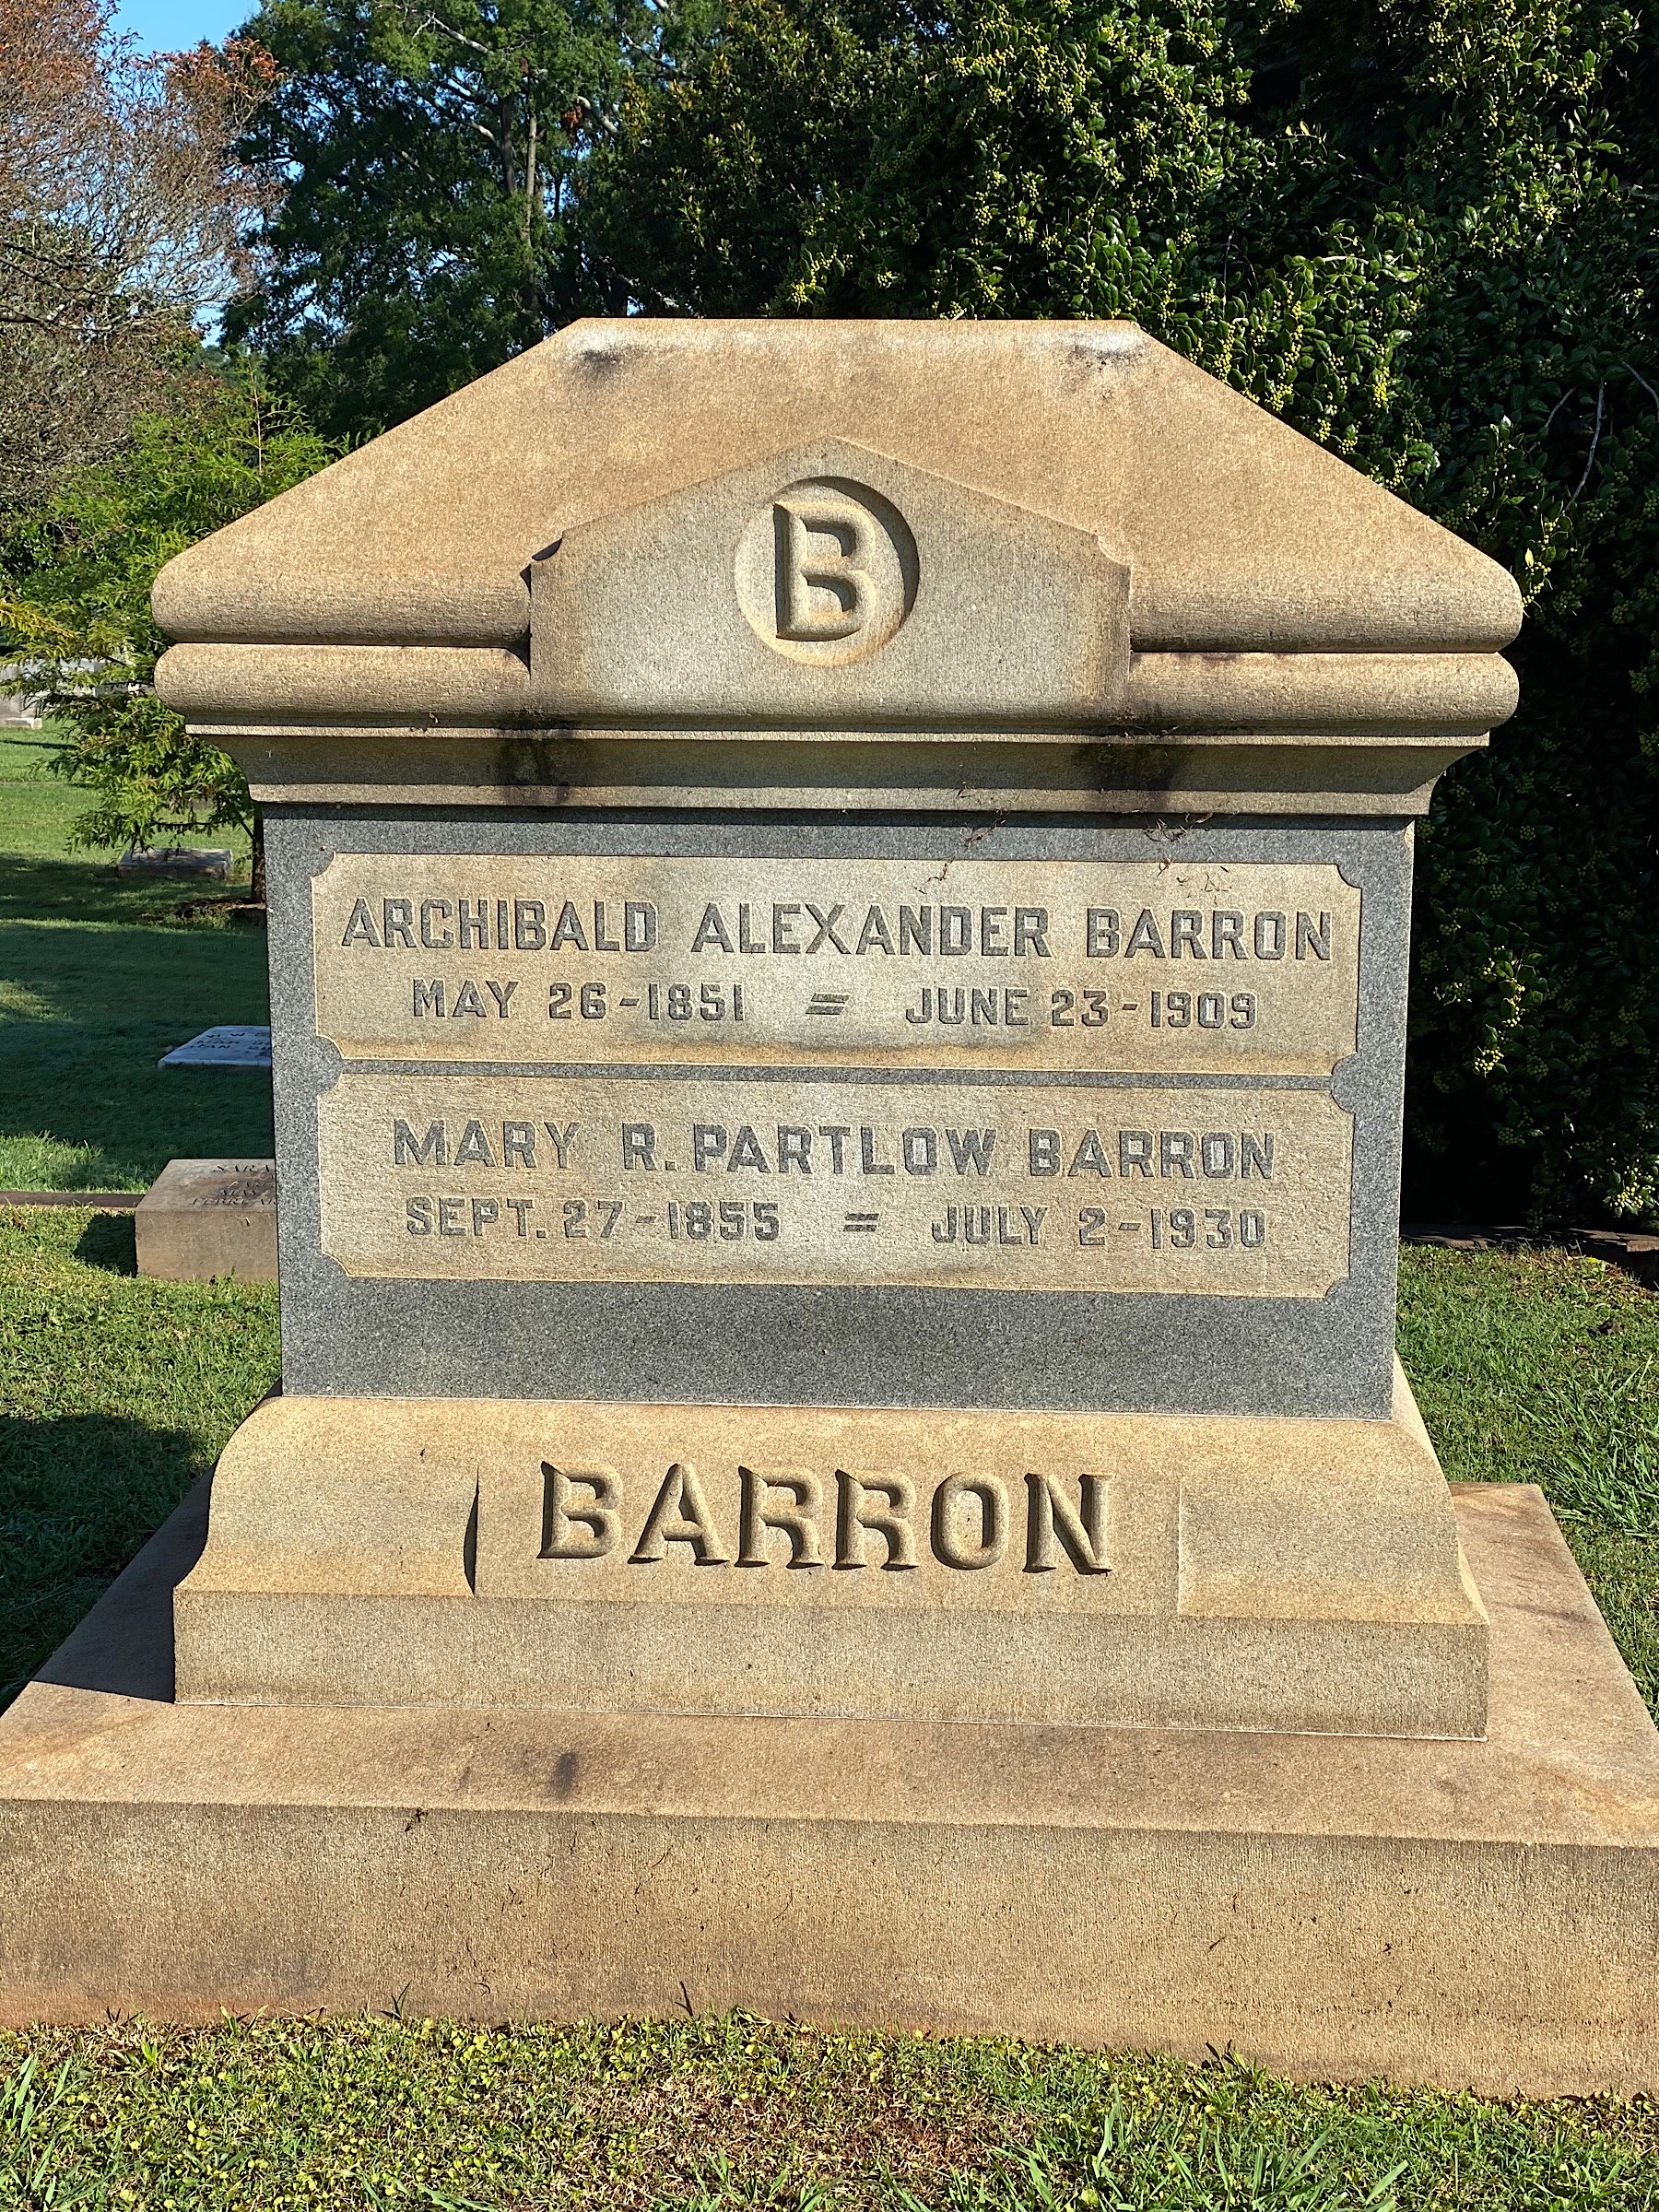 B
ARCHIBALD ALEXANDER BARRON
MAY 26-1851 = JUNE 23-1909
MARY R. PARTLOW BARRON
SEPT. 27-1855 = JULY 2-1930
BARRON
SARA